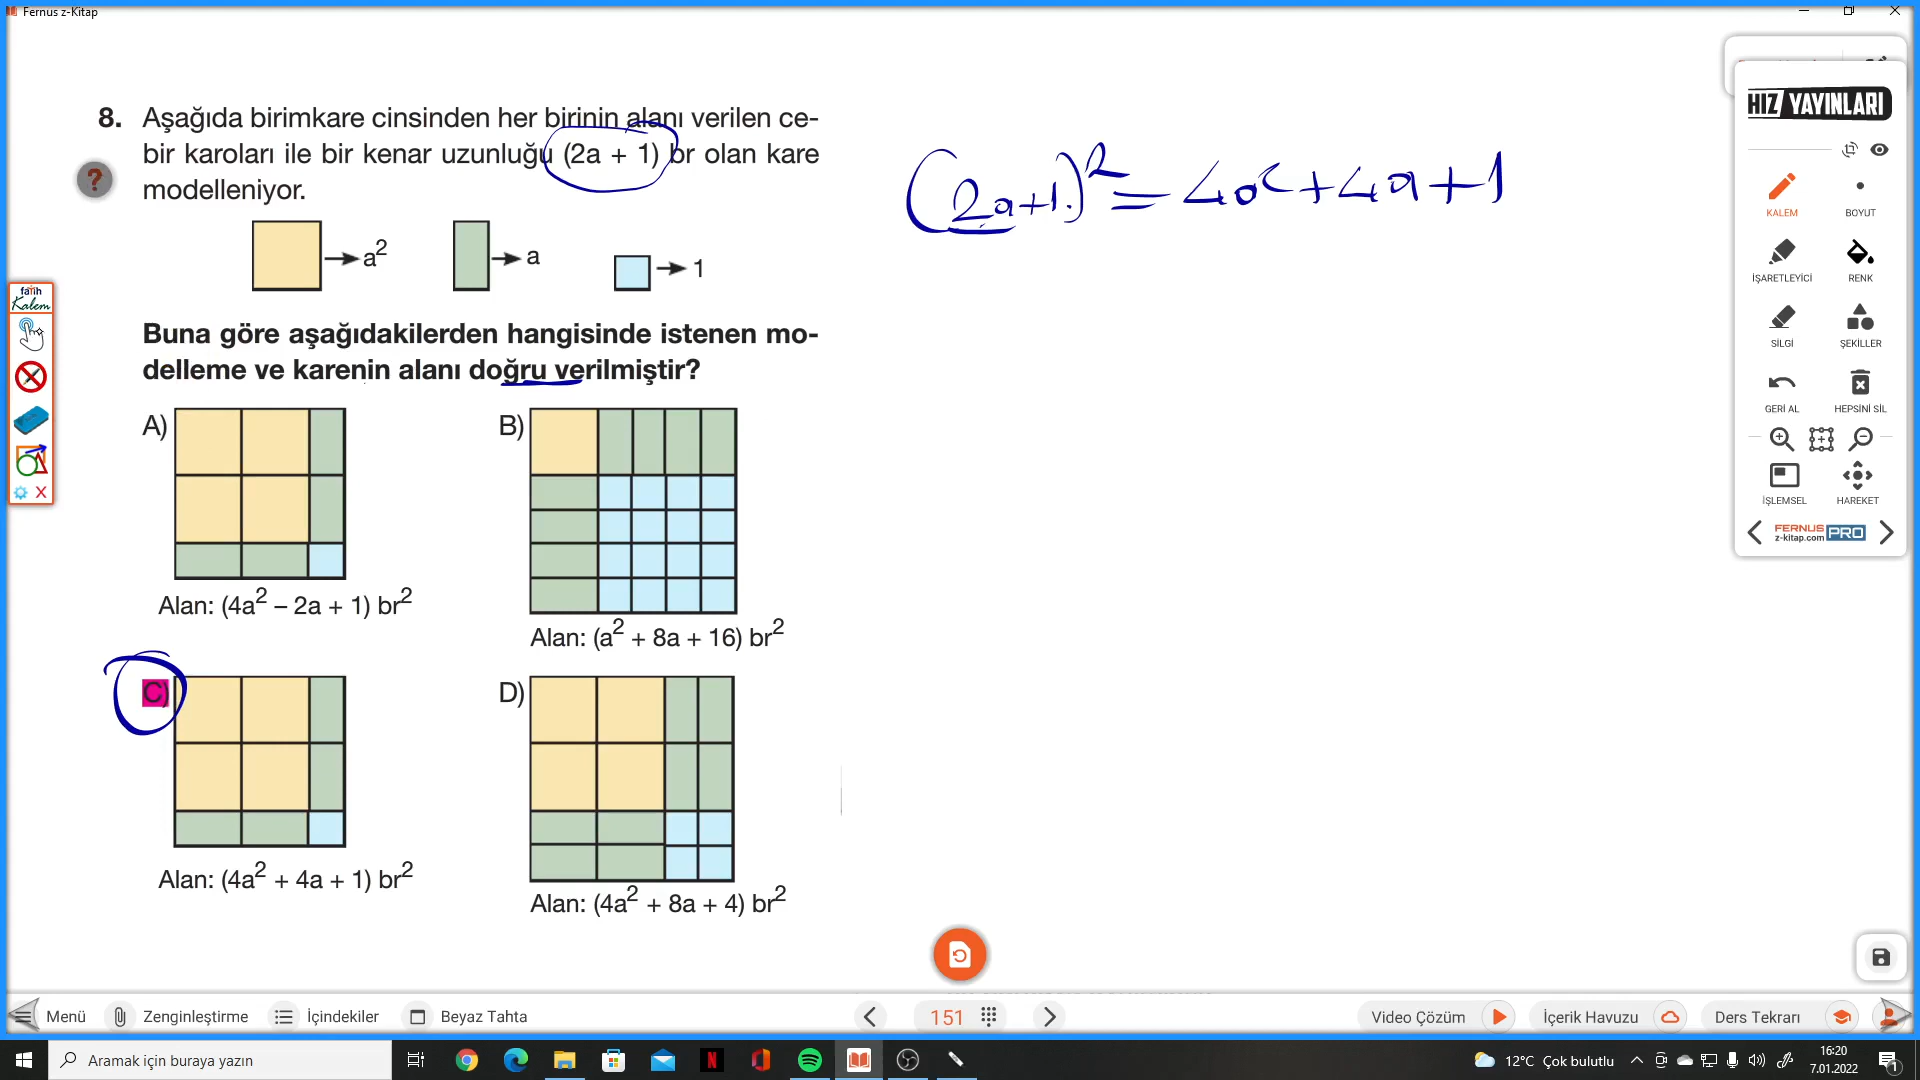 Fernus z-Kitap
8. Aşağıda birimkare cinsinden her birinin alanı verilen ce-
bir karoları ile bir kenar uzunluğu (2a + 1) br olan kare
modelleniyor.
a²
a
1
(2a+1)² = 4a²+4a+1
Buna göre aşağıdakilerden hangisinde istenen mo-
delleme ve karenin alanı doğru verilmiştir?
A)
Alan: (4a² – 2a + 1) br²
B)
Alan: (a² + 8a + 16) br²
C)
Alan: (4a² + 4a + 1) br²
D)
Alan: (4a² + 8a + 4) br²
fatih
Kalem
HIZ YAYINLARI
KALEM
BOYUT
İŞARETLEYİCİ
RENK
SİLGİ
ŞEKİLLER
GERİ AL
HEPSİNİ SİL
İŞLEMSEL
HAREKET
FERNUS
z-kitap.com PRO
Menü
Zenginleştirme
İçindekiler
Beyaz Tahta
151
Video Çözüm
İçerik Havuzu
Ders Tekrarı
Aramak için buraya yazın
12°C Çok bulutlu
16:20
7.01.2022
1